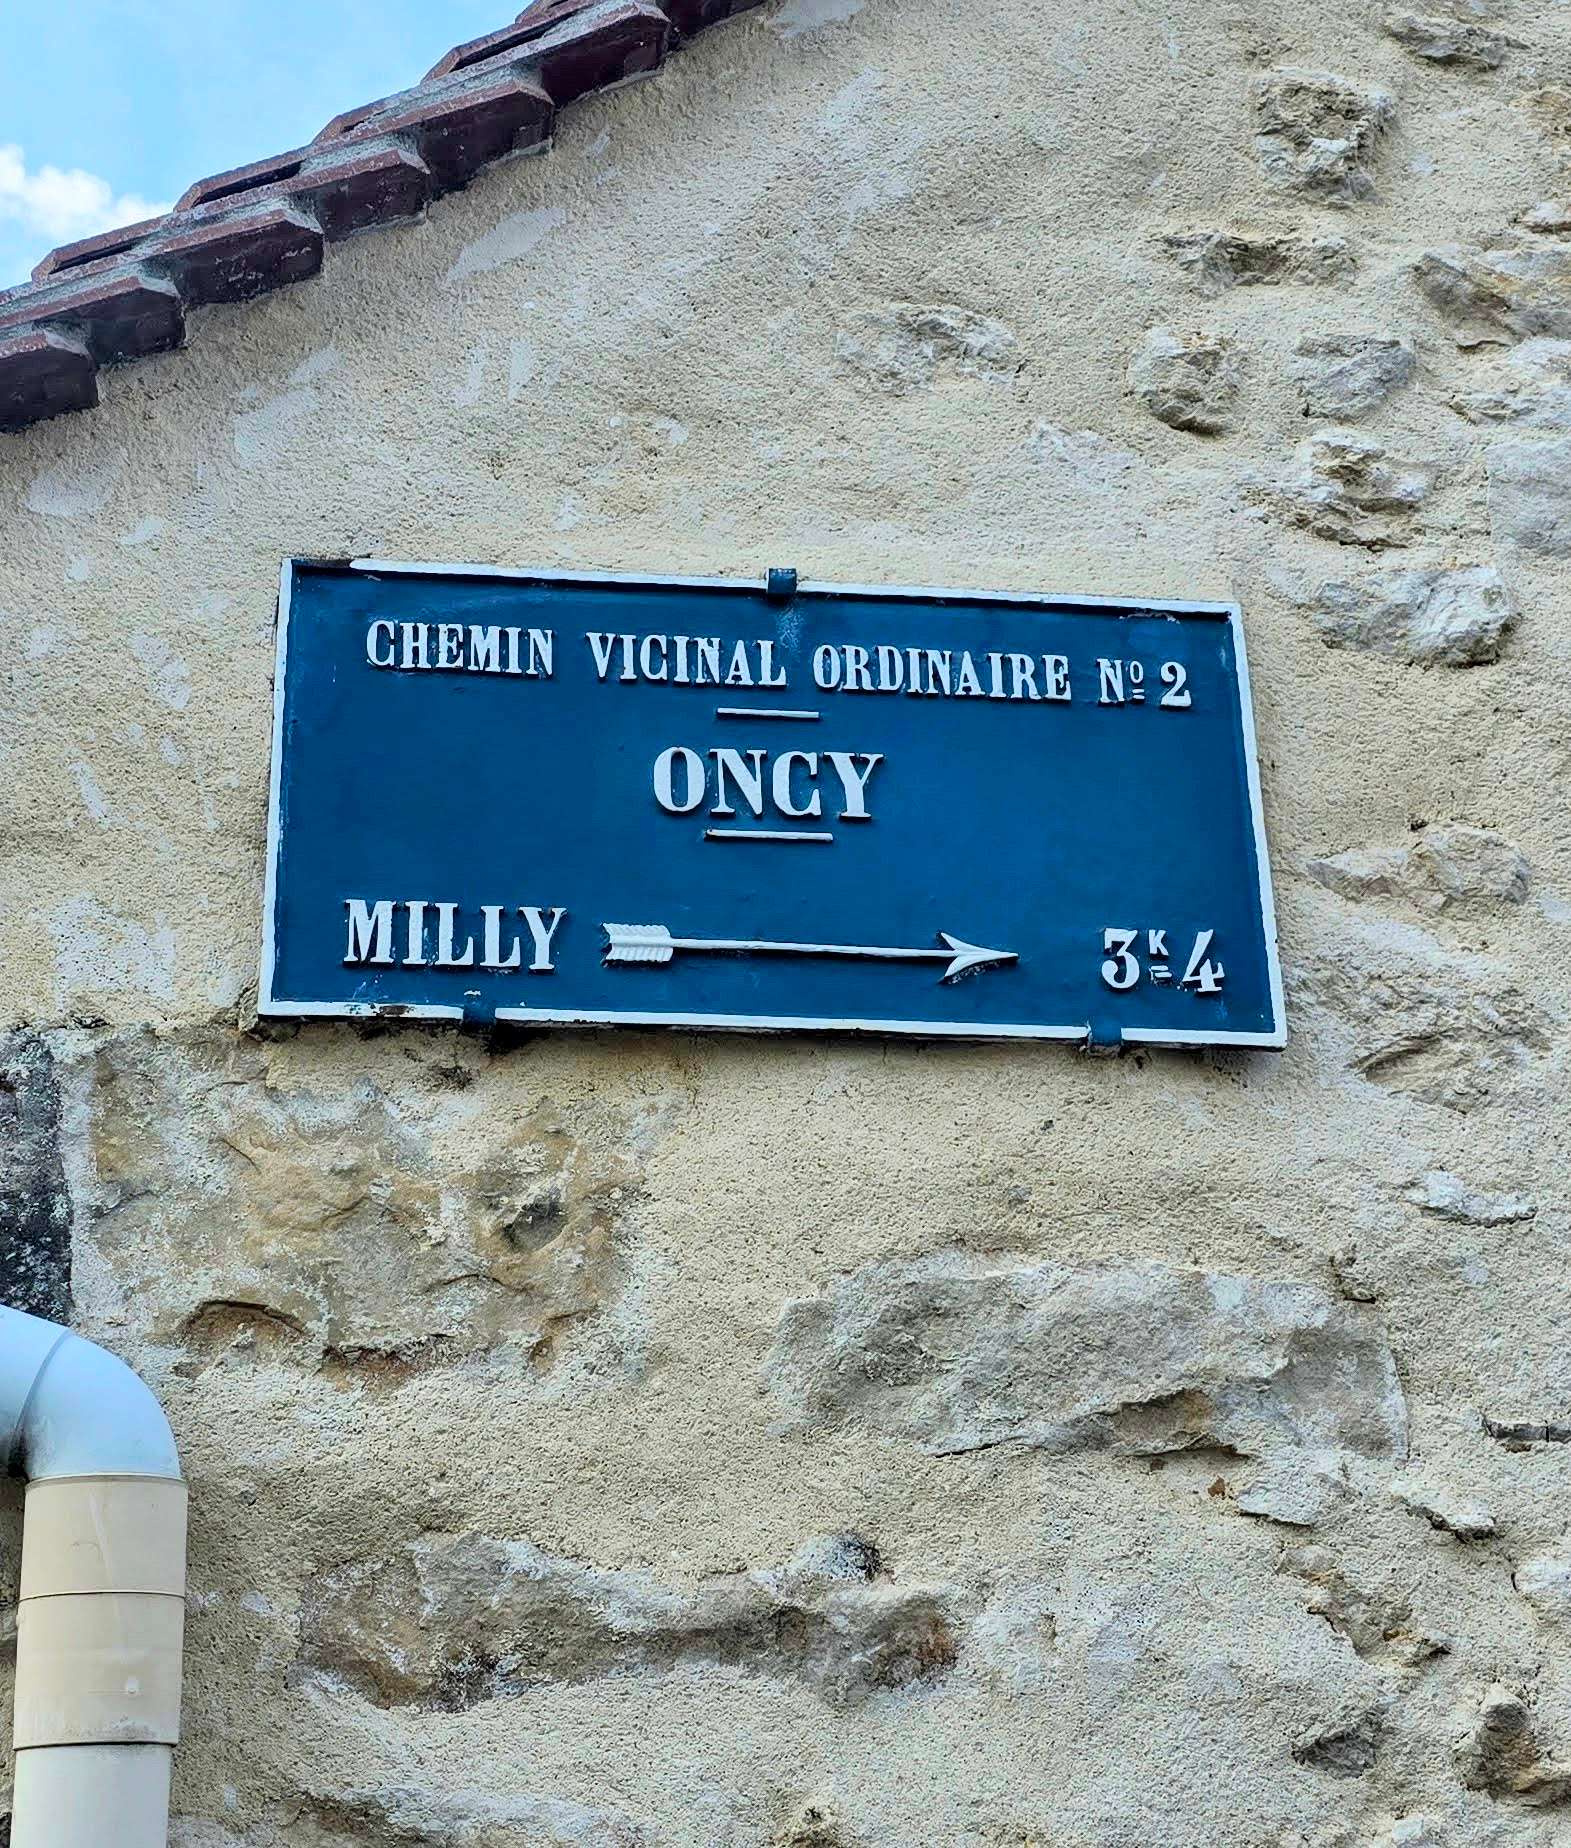 CHEMIN VICINAL ORDINAIRE Nº 2
ONCY
MILLY 3ᴷ4